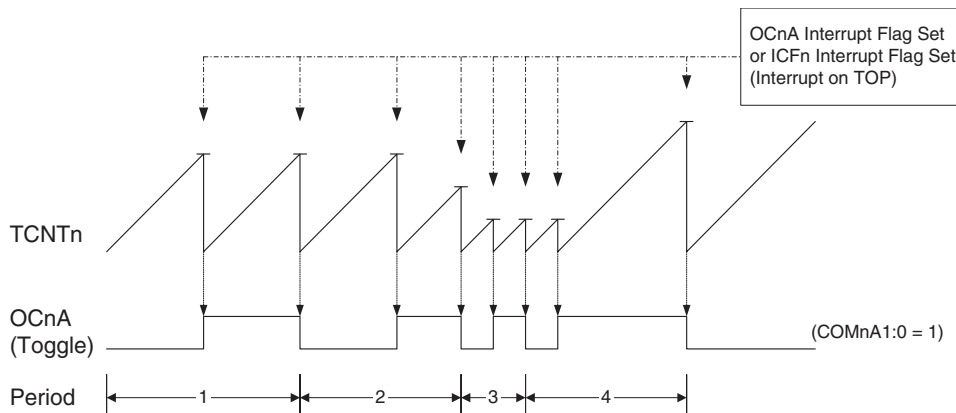 OCnA Interrupt Flag Set
or ICFn Interrupt Flag Set
(Interrupt on TOP)
TCNTn
OCnA
(Toggle)
(COMnA1:0 = 1)
Period
1
2
3
4